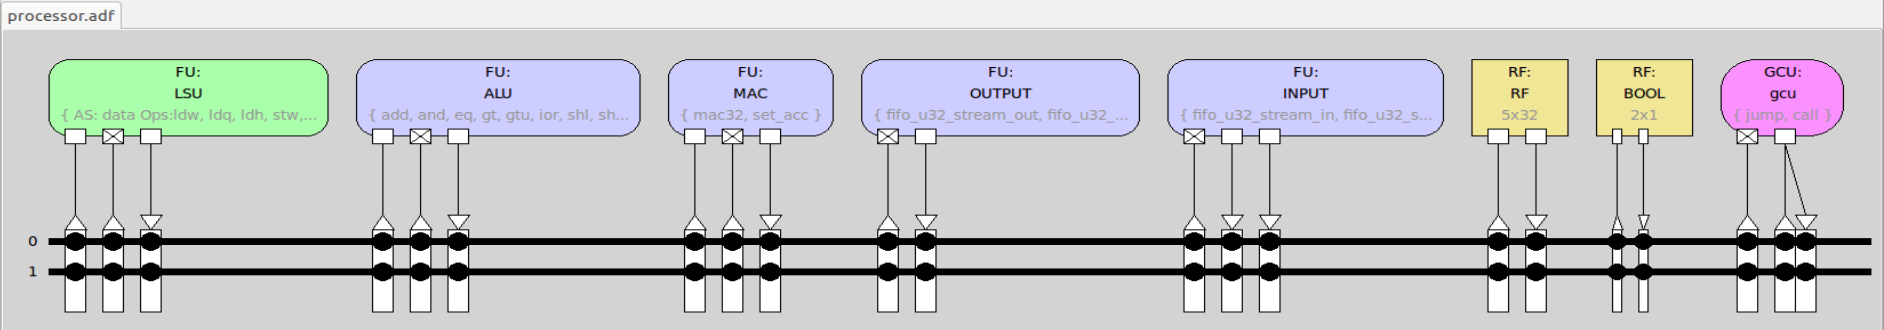 processor.adf
FU:
LSU
{ AS: data Ops:ldw, ldq, ldh, stw,...
FU:
ALU
{ add, and, eq, gt, gtu, ior, shl, sh...
FU:
MAC
{ mac32, set_acc }
FU:
OUTPUT
{ fifo_u32_stream_out, fifo_u32_...
FU:
INPUT
{ fifo_u32_stream_in, fifo_u32_s...
RF:
RF
5x32
RF:
BOOL
2x1
GCU:
gcu
{ jump, call }
0
1